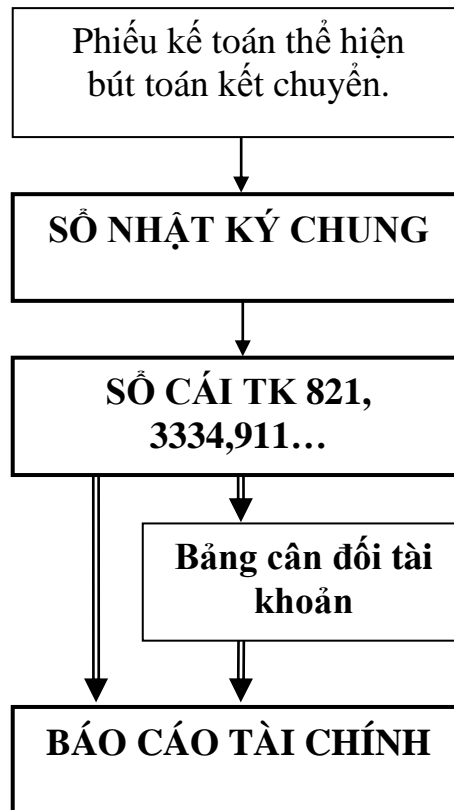 Phiếu kế toán thể hiện
bút toán kết chuyển.
SỔ NHẬT KÝ CHUNG
SỔ CÁI TK 821,
3334,911…
Bảng cân đối tài
khoản
BÁO CÁO TÀI CHÍNH